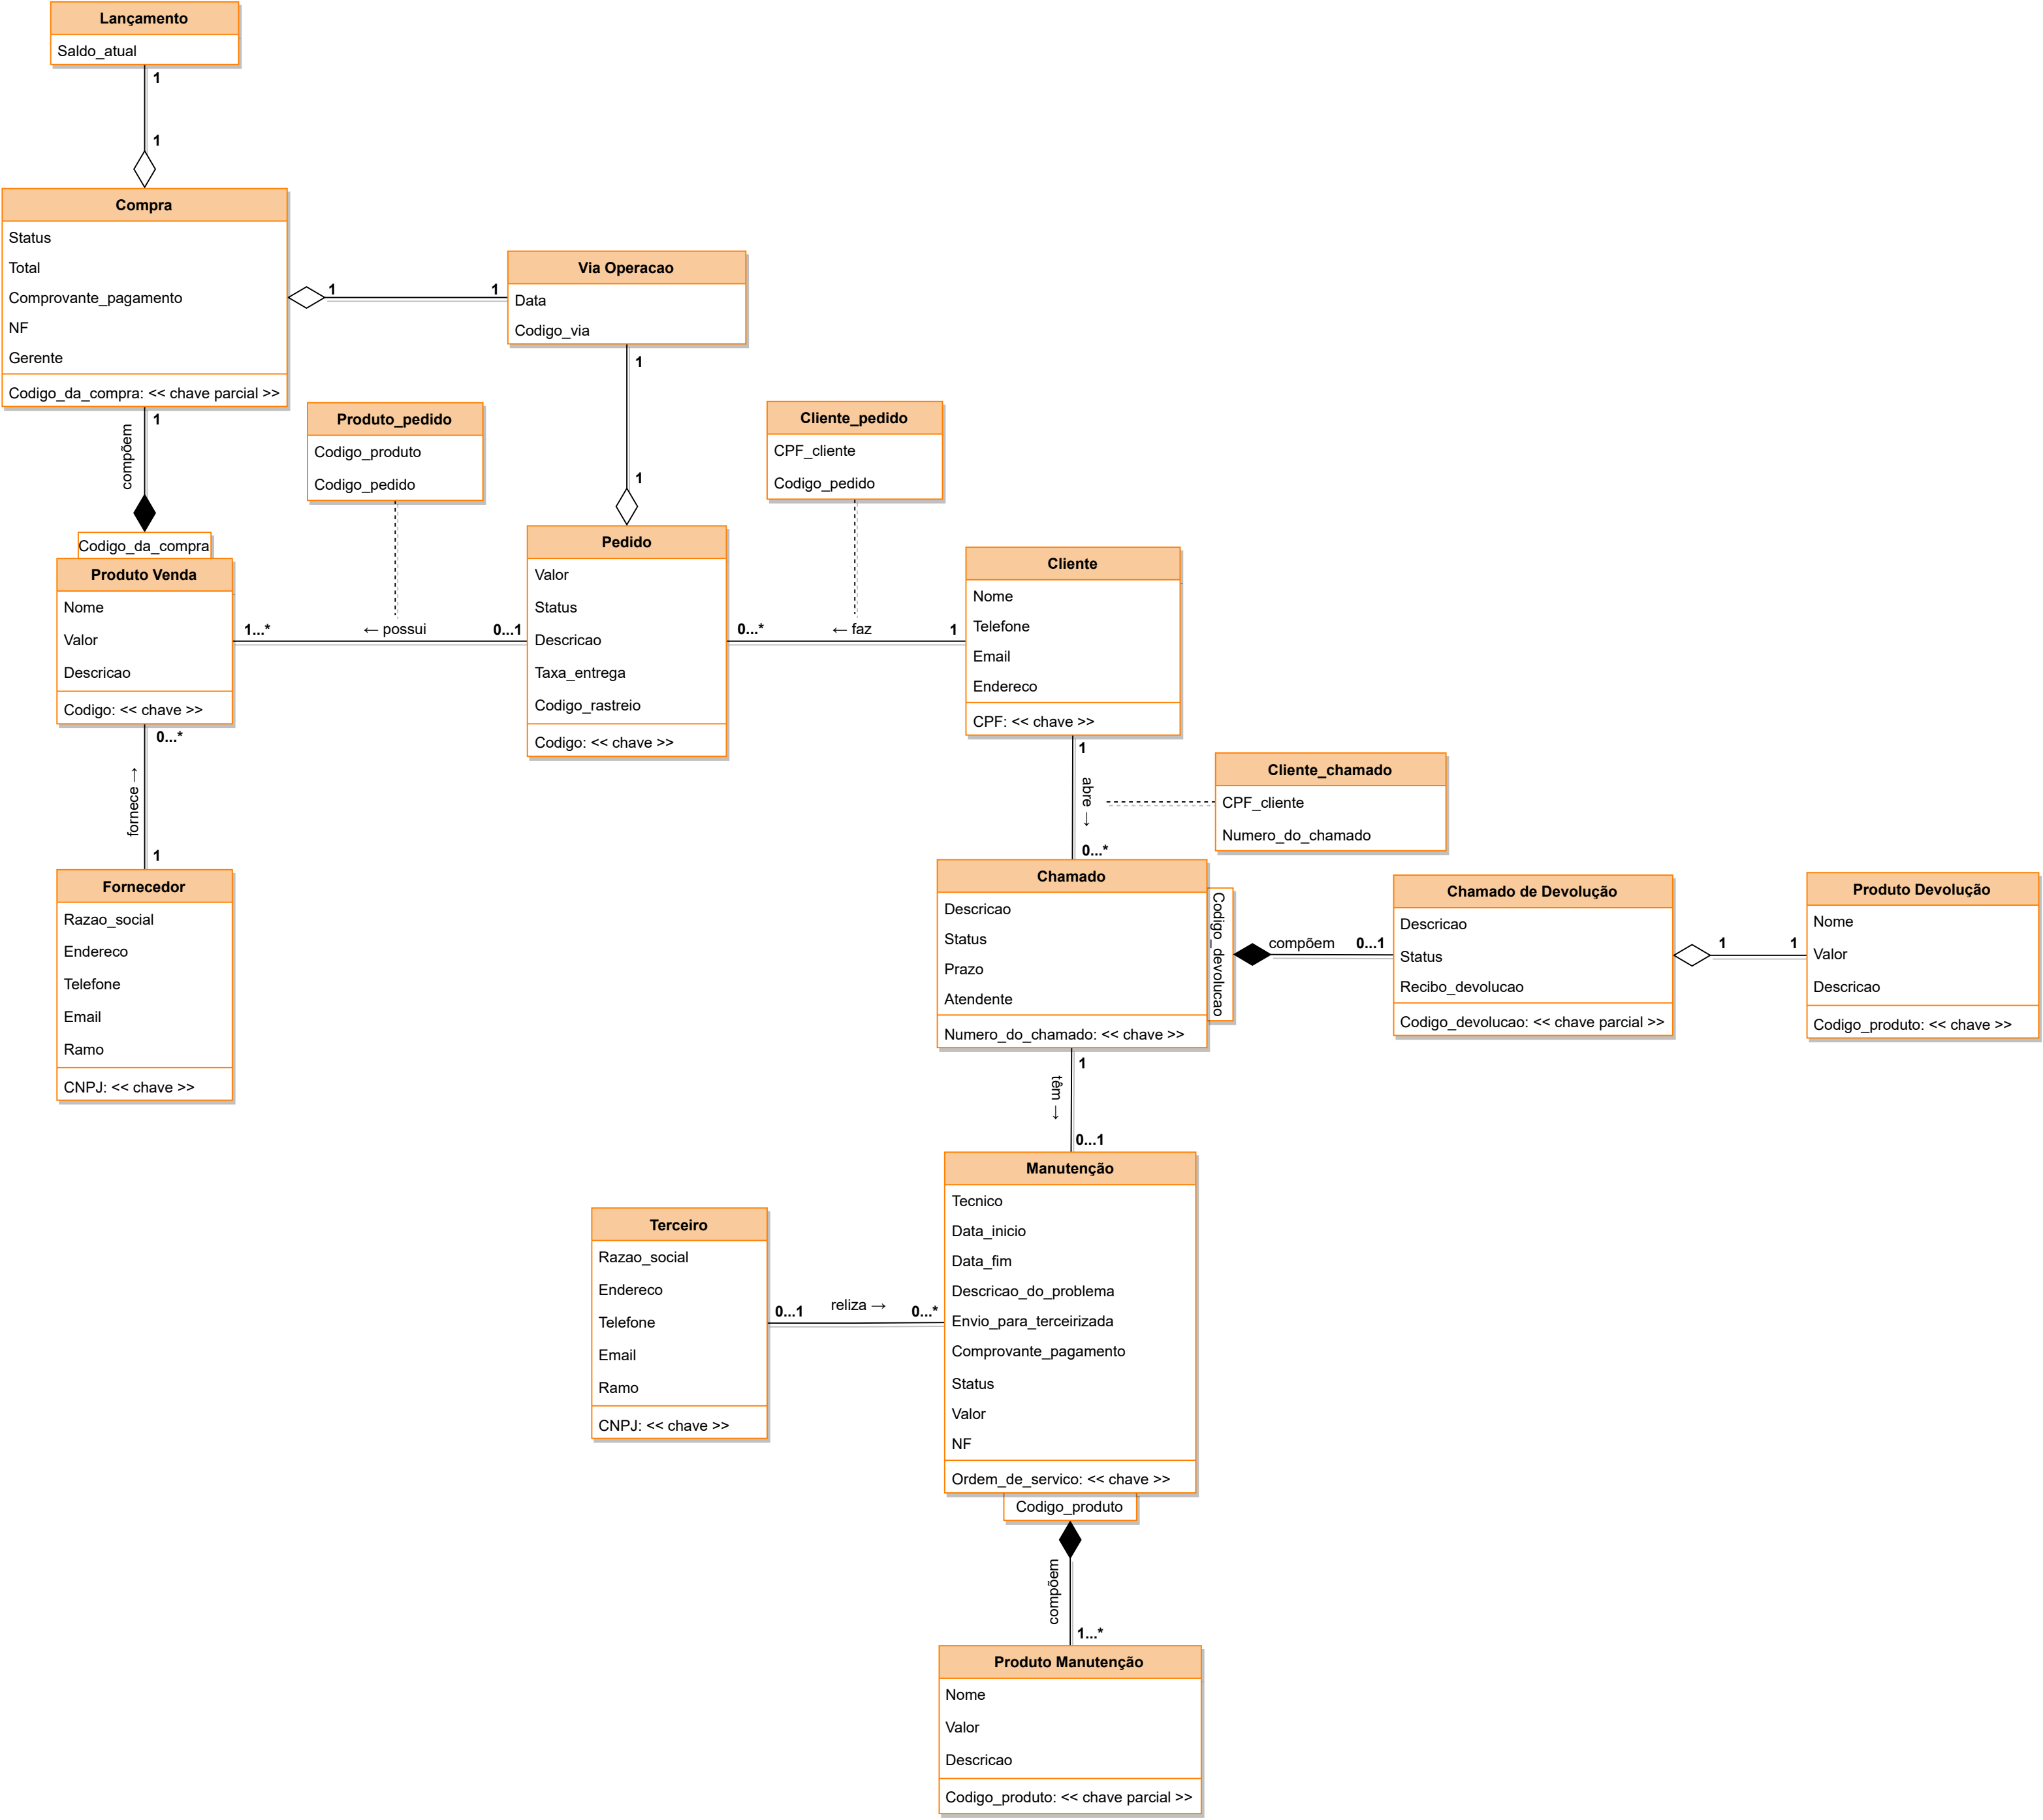 Lançamento
Saldo_atual
1
1
Compra
Status
Total
Comprovante_pagamento
NF
Gerente
Codigo_da_compra: << chave parcial >>
1
1
Via Operacao
Data
Codigo_via
1
1
1
compõem
Produto_pedido
Codigo_produto
Codigo_pedido
Cliente_pedido
CPF_cliente
Codigo_pedido
Codigo_da_compra
Produto Venda
Nome
Valor
Descricao
Codigo: << chave >>
1...*
← possui
0...1
Pedido
Valor
Status
Descricao
Taxa_entrega
Codigo_rastreio
Codigo: << chave >>
0...*
← faz
1
Cliente
Nome
Telefone
Email
Endereco
CPF: << chave >>
0...*
fornece →
1
Fornecedor
Razao_social
Endereco
Telefone
Email
Ramo
CNPJ: << chave >>
1
abre →
0...*
Cliente_chamado
CPF_cliente
Numero_do_chamado
Chamado
Descricao
Status
Prazo
Atendente
Numero_do_chamado: << chave >>
Codigo_devolucao
compõem
0...1
Chamado de Devolução
Descricao
Status
Recibo_devolucao
Codigo_devolucao: << chave parcial >>
1
1
Produto Devolução
Nome
Valor
Descricao
Codigo_produto: << chave >>
1
têm →
0...1
Manutenção
Tecnico
Data_inicio
Data_fim
Descricao_do_problema
Envio_para_terceirizada
Comprovante_pagamento
Status
Valor
NF
Ordem_de_servico: << chave >>
Terceiro
Razao_social
Endereco
Telefone
Email
Ramo
CNPJ: << chave >>
0...1
reliza →
0...*
Codigo_produto
compõem
1...*
Produto Manutenção
Nome
Valor
Descricao
Codigo_produto: << chave parcial >>